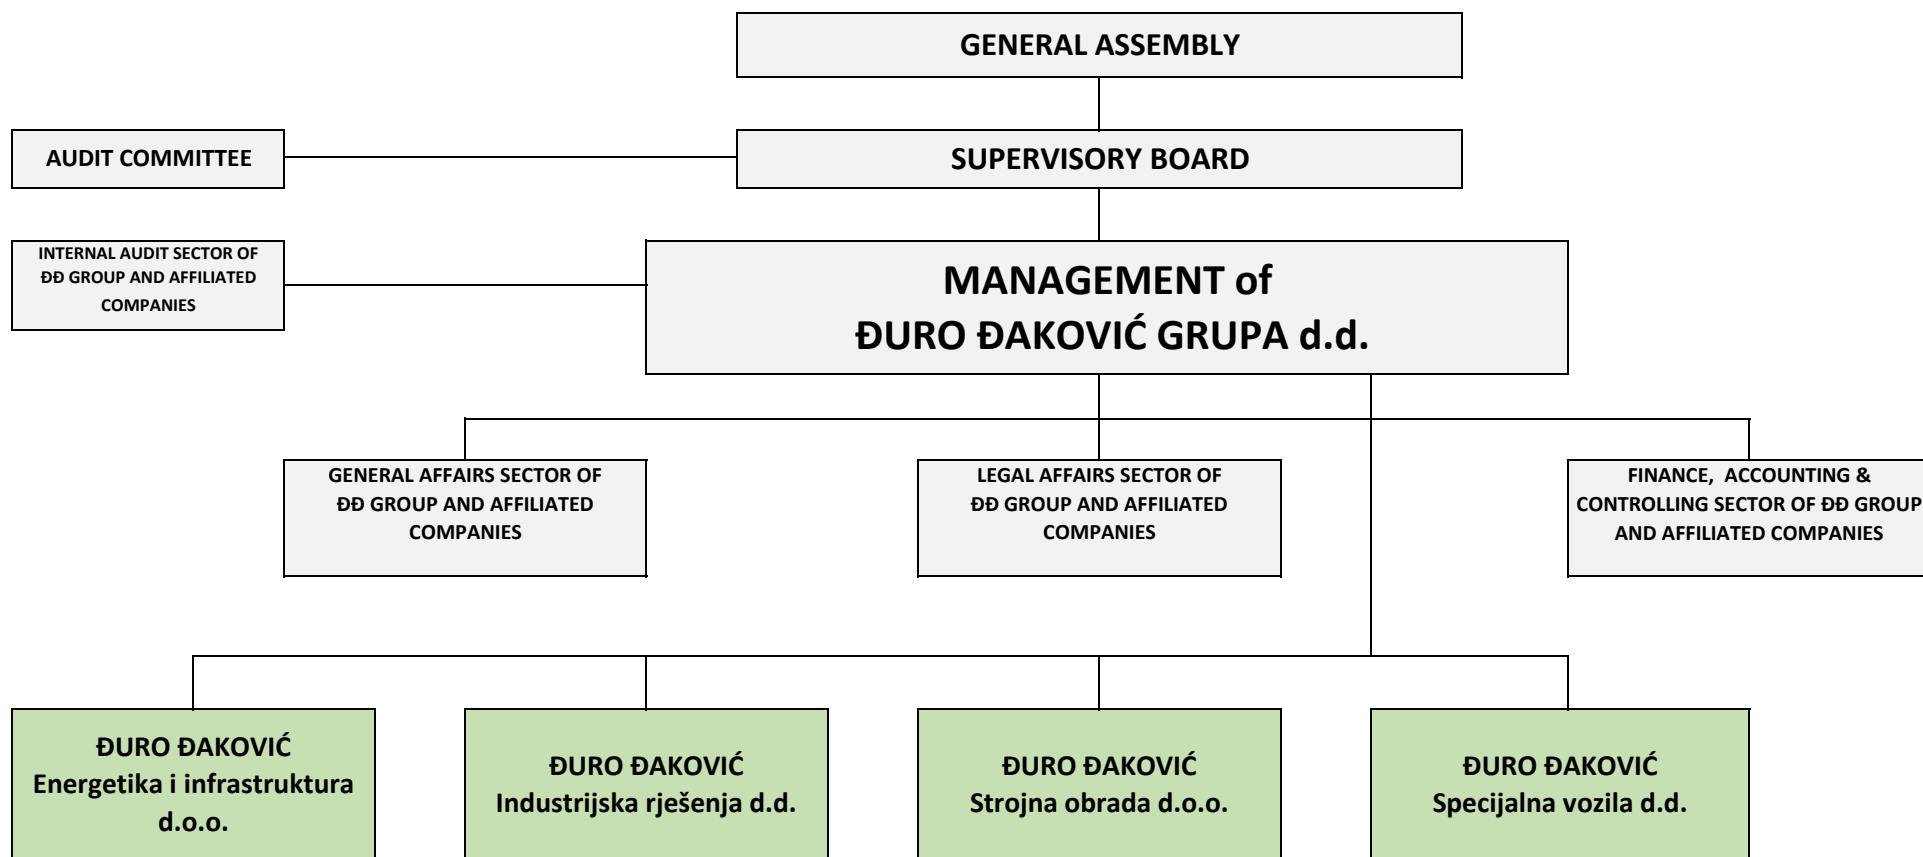 GENERAL ASSEMBLY
AUDIT COMMITTEE
SUPERVISORY BOARD
INTERNAL AUDIT SECTOR OF
ĐĐ GROUP AND AFFILIATED
COMPANIES
MANAGEMENT of
ĐURO ĐAKOVIĆ GRUPA d.d.
GENERAL AFFAIRS SECTOR OF
ĐĐ GROUP AND AFFILIATED
COMPANIES
LEGAL AFFAIRS SECTOR OF
ĐĐ GROUP AND AFFILIATED
COMPANIES
FINANCE, ACCOUNTING &
CONTROLLING SECTOR OF ĐĐ GROUP
AND AFFILIATED COMPANIES
ĐURO ĐAKOVIĆ
Energetika i infrastruktura
d.o.o.
ĐURO ĐAKOVIĆ
Industrijska rješenja d.d.
ĐURO ĐAKOVIĆ
Strojna obrada d.o.o.
ĐURO ĐAKOVIĆ
Specijalna vozila d.d.